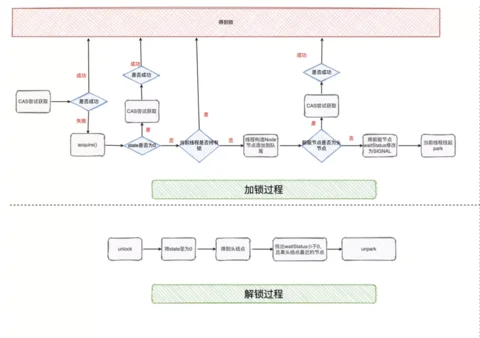 得到锁
成功
成功
成功
是否成功
是否成功
是
CAS尝试获取
是否成功
CAS尝试获取
CAS尝试获取
失败
是
是
acquire()
state是否为0
否
当前线程是否持有
锁
否
线程构造Node
节点添加到队
尾
前驱节点是否为头
节点
否
将前驱节点
waitStatus修改
为SIGNAL
当前线程挂起
park
加锁过程
unlock
将state置为0
得到头结点
找出waitStatus小于0,
且离头结点最近的节点
unpark
解锁过程